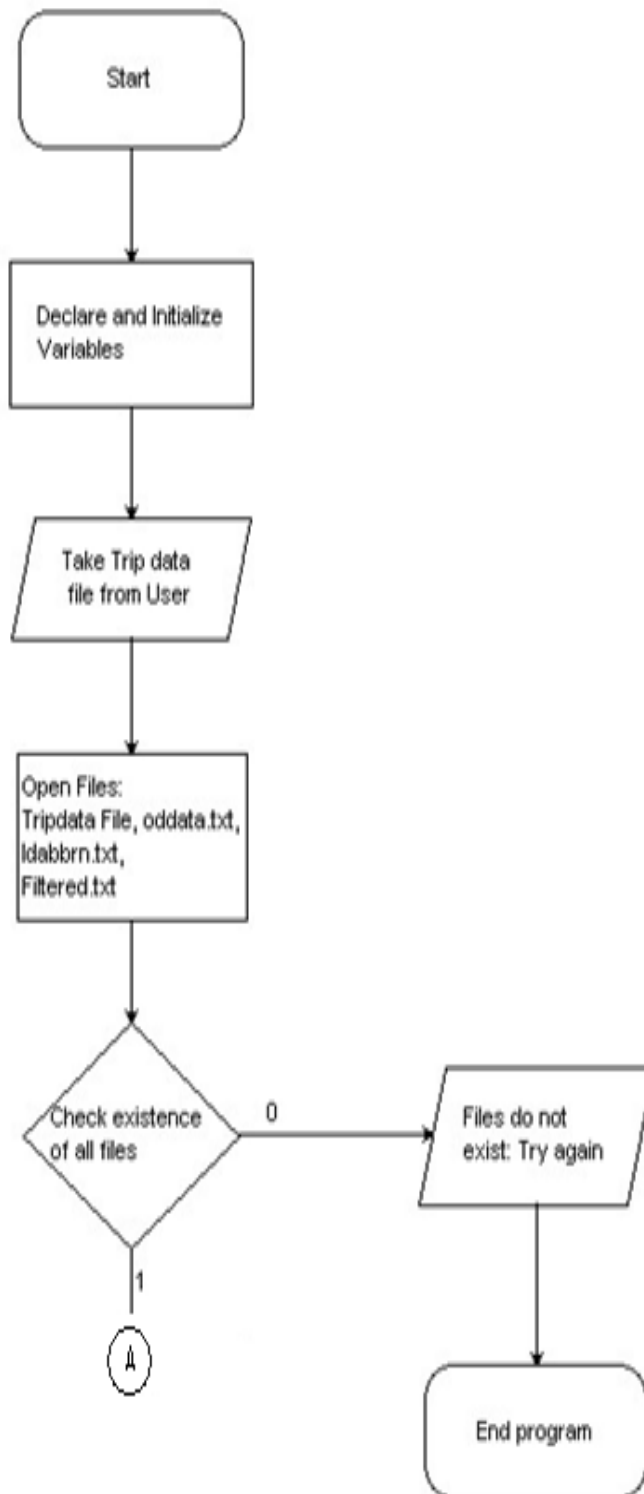 Start
Declare and Initialize
Variables
Take Trip data
file from User
Open Files:
Tripdata File, oddata.txt,
ldabbrn.txt,
Filtered.txt
Check existence
of all files
0
Files do not
exist: Try again
1
A
End program